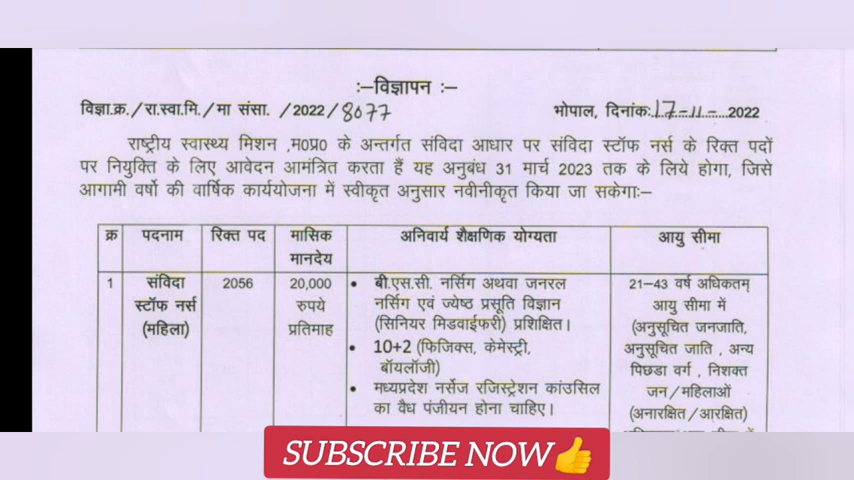 :–विज्ञापन :–
विज्ञा.क्र./रा.स्वा.मि./मा संसा. /2022/8077 भोपाल, दिनांकः.17-11-..2022
राष्ट्रीय स्वास्थ्य मिशन ,म0प्र0 के अन्तर्गत संविदा आधार पर संविदा स्टॉफ नर्स के रिक्त पदों
पर नियुक्ति के लिए आवेदन आमंत्रित करता हैं यह अनुबंध 31 मार्च 2023 तक के लिये होगा, जिसे
आगामी वर्षो की वार्षिक कार्ययोजना में स्वीकृत अनुसार नवीनीकृत किया जा सकेगाः–
क्र पदनाम रिक्त पद मासिक मानदेय अनिवार्य शैक्षणिक योग्यता आयु सीमा
1 संविदा स्टॉफ नर्स (महिला)
2056
20,000
रुपये
प्रतिमाह
• बी.एस.सी. नर्सिग अथवा जनरल
नर्सिग एवं ज्येष्ठ प्रसूति विज्ञान
(सिनियर मिडवाईफरी) प्रशिक्षित।
• 10+2 (फिजिक्स, केमेस्ट्री,
बॉयलॉजी)
• मध्यप्रदेश नर्सेज रजिस्ट्रेशन कांउसिल
का वैध पंजीयन होना चाहिए।
21–43 वर्ष अधिकतम्
आयु सीमा में
(अनुसूचित जनजाति,
अनुसूचित जाति , अन्य
पिछडा वर्ग , निशक्त
जन/महिलाओं
(अनारक्षित/आरक्षित)
SUBSCRIBE NOW